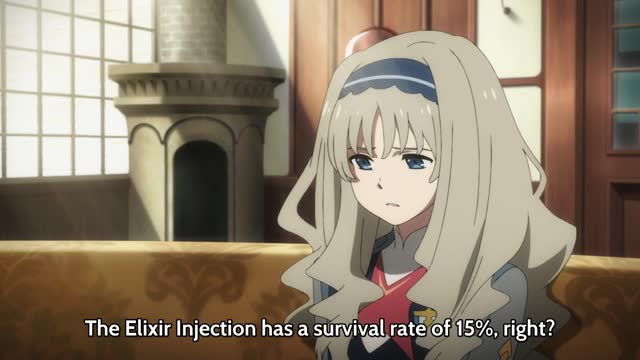 The Elixir Injection has a survival rate of 15%, right?